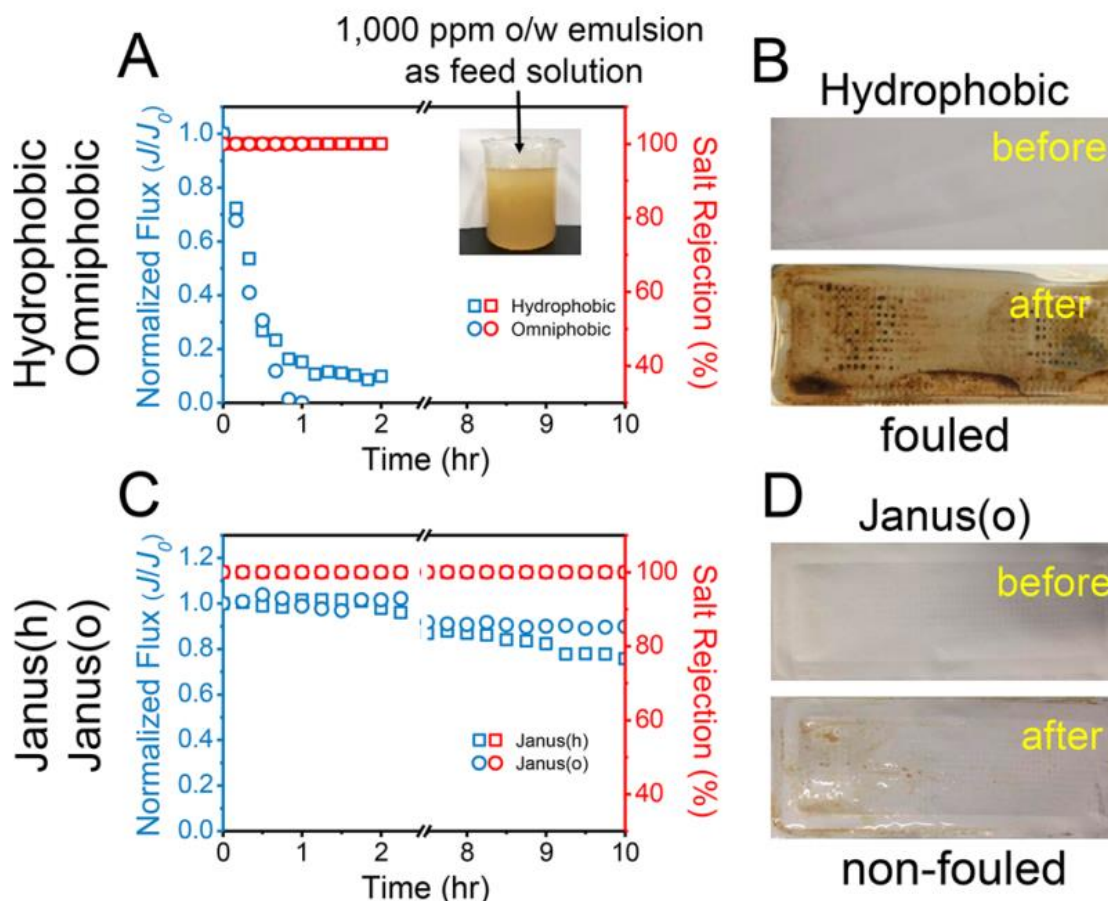 1,000 ppm o/w emulsion
as feed solution
A
Hydrophobic
Omniphobic
Normalized Flux (J/J0)
1.0
0.8
0.6
0.4
0.2
0.0
Hydrophobic
Omniphobic
100
80
60
40
Salt Rejection (%)
0 1 2 8 9 10
Time (hr)
B
Hydrophobic
before
after
fouled
C
Janus(h)
Janus(o)
Normalized Flux (J/J0)
1.2
1.0
0.8
0.6
0.4
0.2
0.0
Janus(h)
Janus(o)
100
80
60
40
Salt Rejection (%)
0 1 2 8 9 10
Time (hr)
D
Janus(o)
before
after
non-fouled